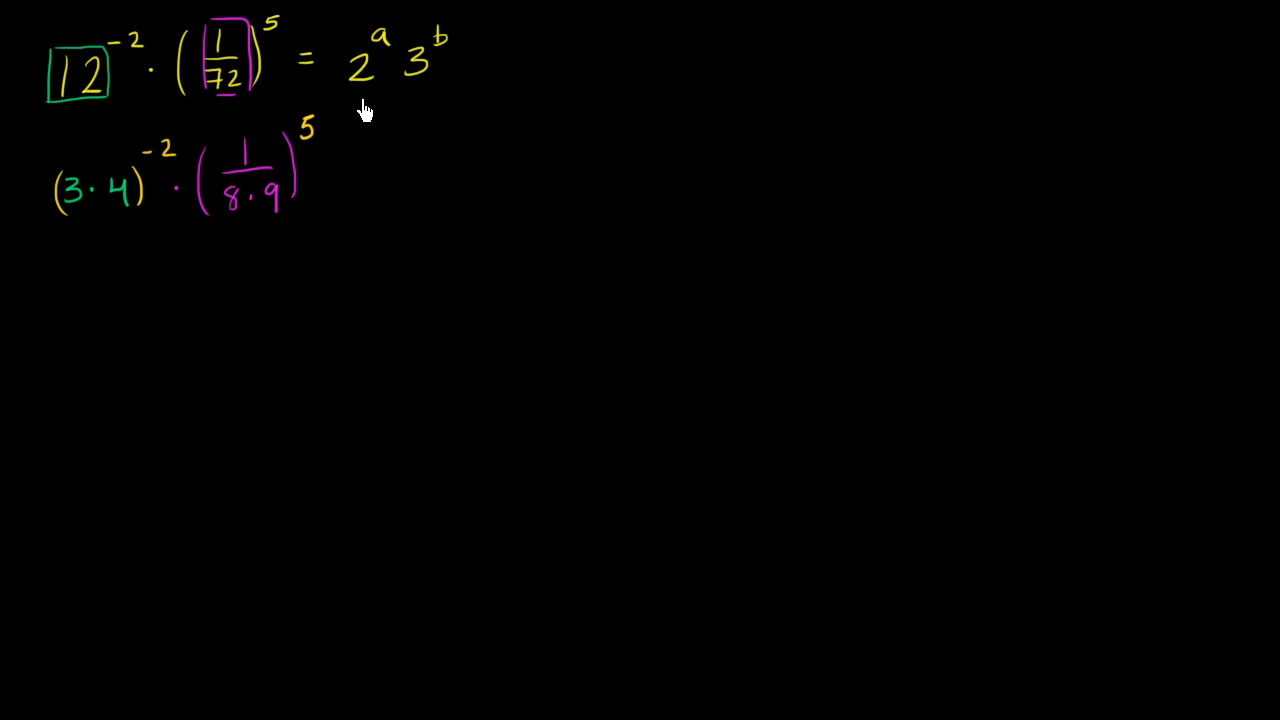 12^{-2} · (1/72)^5 = 2^a 3^b
(3·4)^{-2} · (1/(8·9))^5